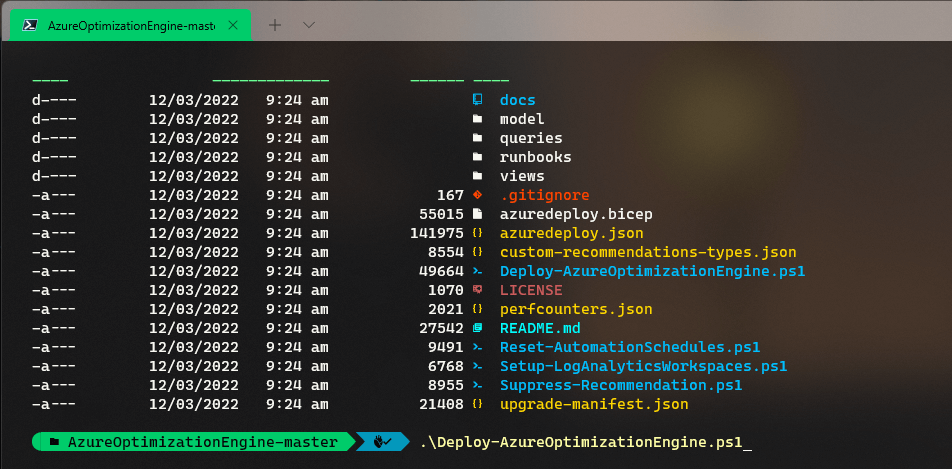 AzureOptimizationEngine-mast
---- ------------- ------ ----
d---- 12/03/2022 9:24 am docs
d---- 12/03/2022 9:24 am model
d---- 12/03/2022 9:24 am queries
d---- 12/03/2022 9:24 am runbooks
d---- 12/03/2022 9:24 am views
-a--- 12/03/2022 9:24 am 167 .gitignore
-a--- 12/03/2022 9:24 am 55015 azuredeploy.bicep
-a--- 12/03/2022 9:24 am 141975 azuredeploy.json
-a--- 12/03/2022 9:24 am 8554 custom-recommendations-types.json
-a--- 12/03/2022 9:24 am 49664 Deploy-AzureOptimizationEngine.ps1
-a--- 12/03/2022 9:24 am 1070 LICENSE
-a--- 12/03/2022 9:24 am 2021 perfcounters.json
-a--- 12/03/2022 9:24 am 27542 README.md
-a--- 12/03/2022 9:24 am 9491 Reset-AutomationSchedules.ps1
-a--- 12/03/2022 9:24 am 6768 Setup-LogAnalyticsWorkspaces.ps1
-a--- 12/03/2022 9:24 am 8955 Suppress-Recommendation.ps1
-a--- 12/03/2022 9:24 am 21408 upgrade-manifest.json
AzureOptimizationEngine-master .\Deploy-AzureOptimizationEngine.ps1_